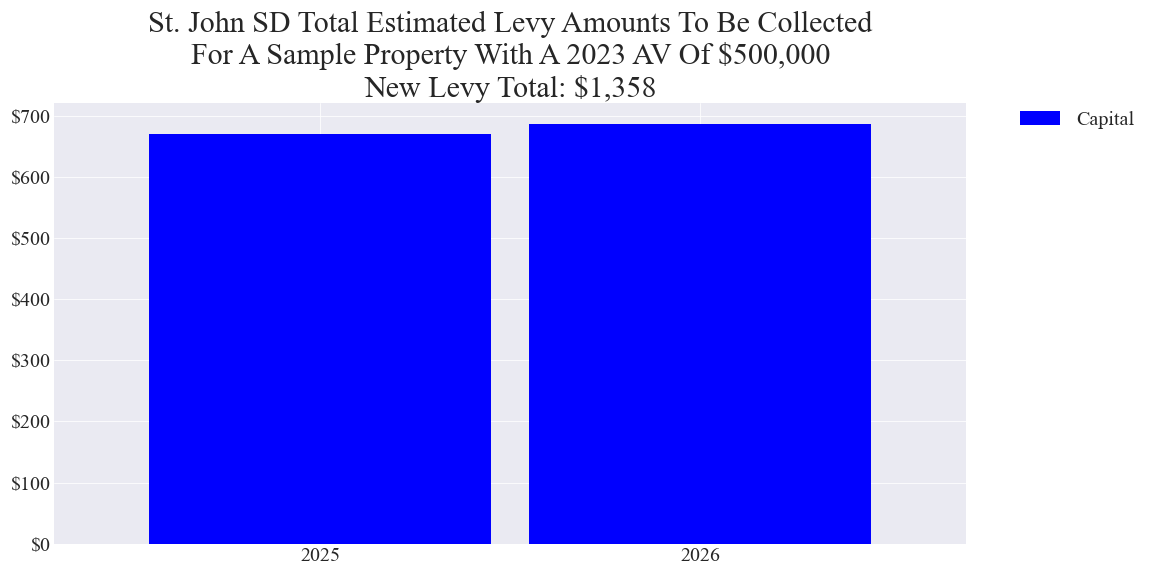 St. John SD Total Estimated Levy Amounts To Be Collected
For A Sample Property With A 2023 AV Of $500,000
New Levy Total: $1,358
$700
$600
$500
$400
$300
$200
$100
$0
2025
2026
Capital